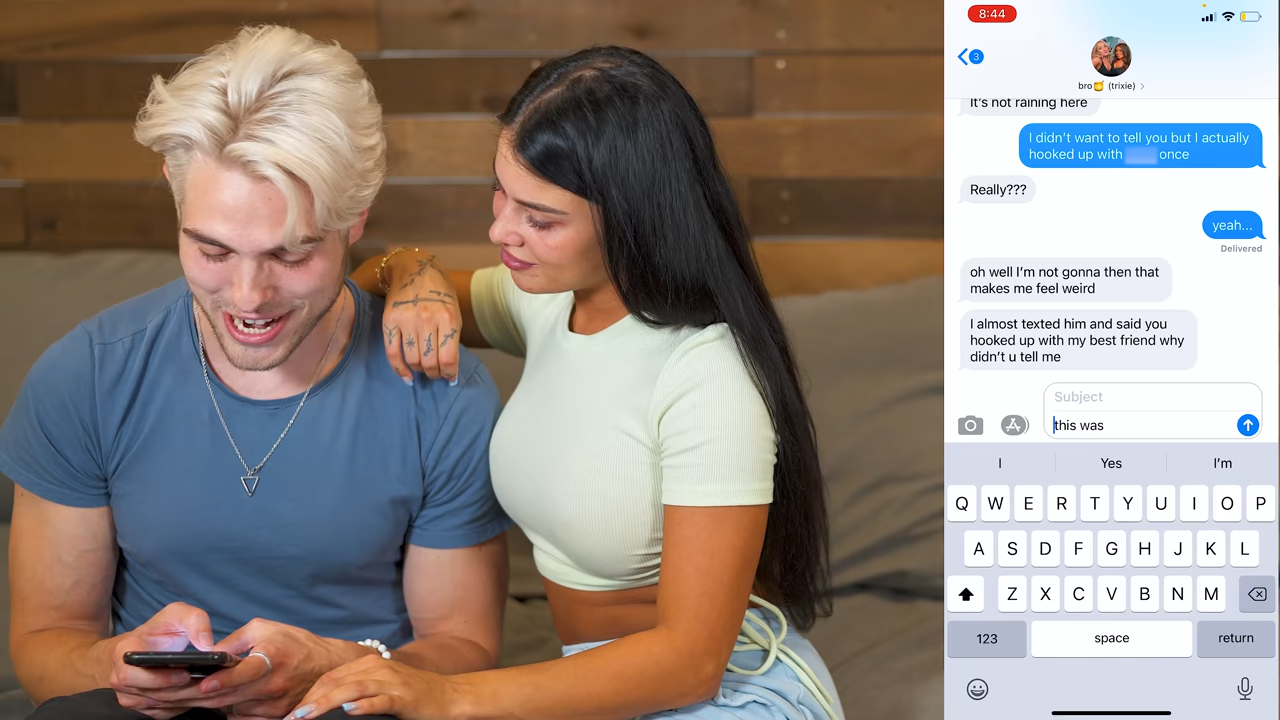 8:44
3
bro (trixie)
It's not raining here
I didn't want to tell you but I actually
hooked up with once
Really???
yeah...
Delivered
oh well I'm not gonna then that
makes me feel weird
I almost texted him and said you
hooked up with my best friend why
didn't u tell me
Subject
this was
I Yes I'm
Q W E R T Y U I O P
A S D F G H J K L
Z X C V B N M
123 space return